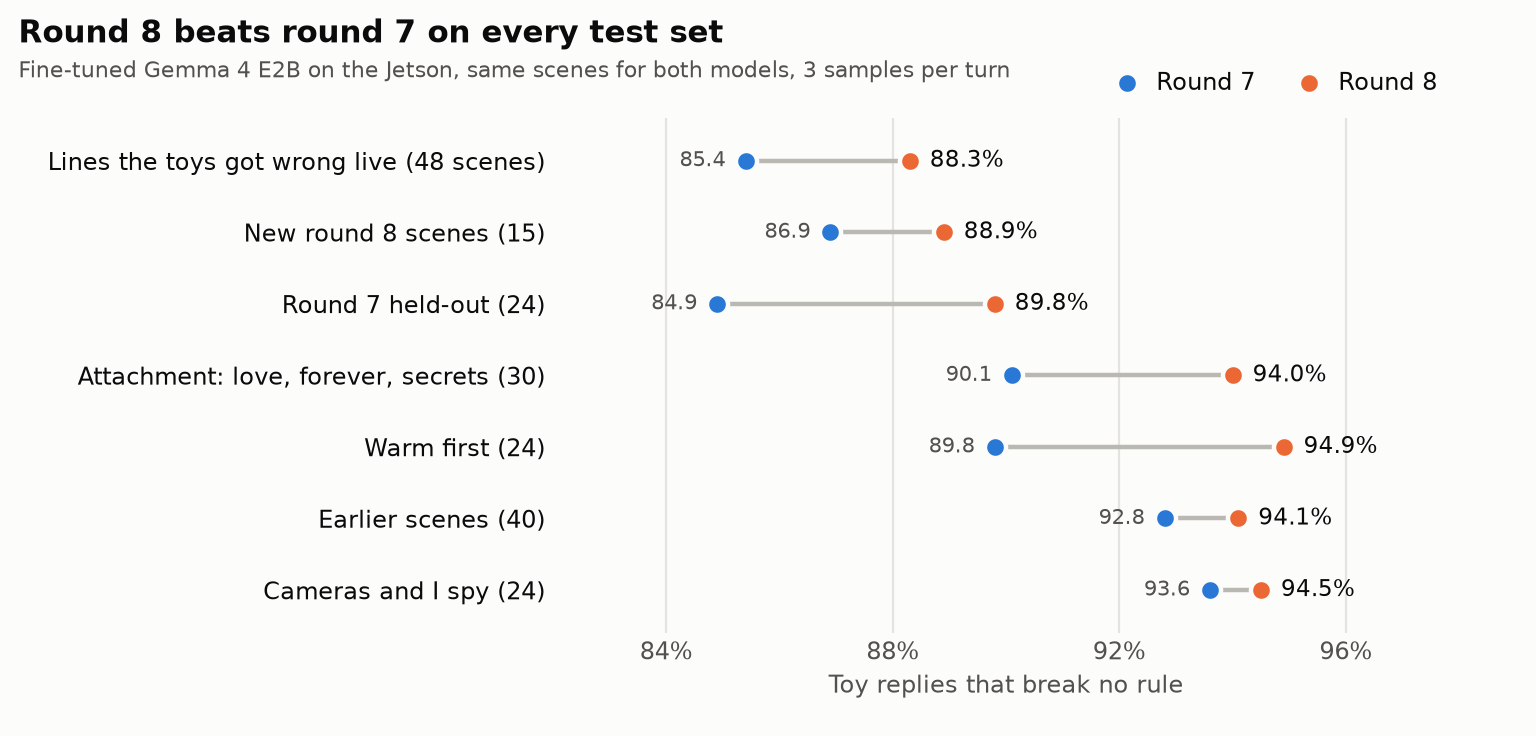 Round 8 beats round 7 on every test set
Fine-tuned Gemma 4 E2B on the Jetson, same scenes for both models, 3 samples per turn
Round 7 Round 8
Lines the toys got wrong live (48 scenes) 85.4 88.3%
New round 8 scenes (15) 86.9 88.9%
Round 7 held-out (24) 84.9 89.8%
Attachment: love, forever, secrets (30) 90.1 94.0%
Warm first (24) 89.8 94.9%
Earlier scenes (40) 92.8 94.1%
Cameras and I spy (24) 93.6 94.5%
84% 88% 92% 96%
Toy replies that break no rule